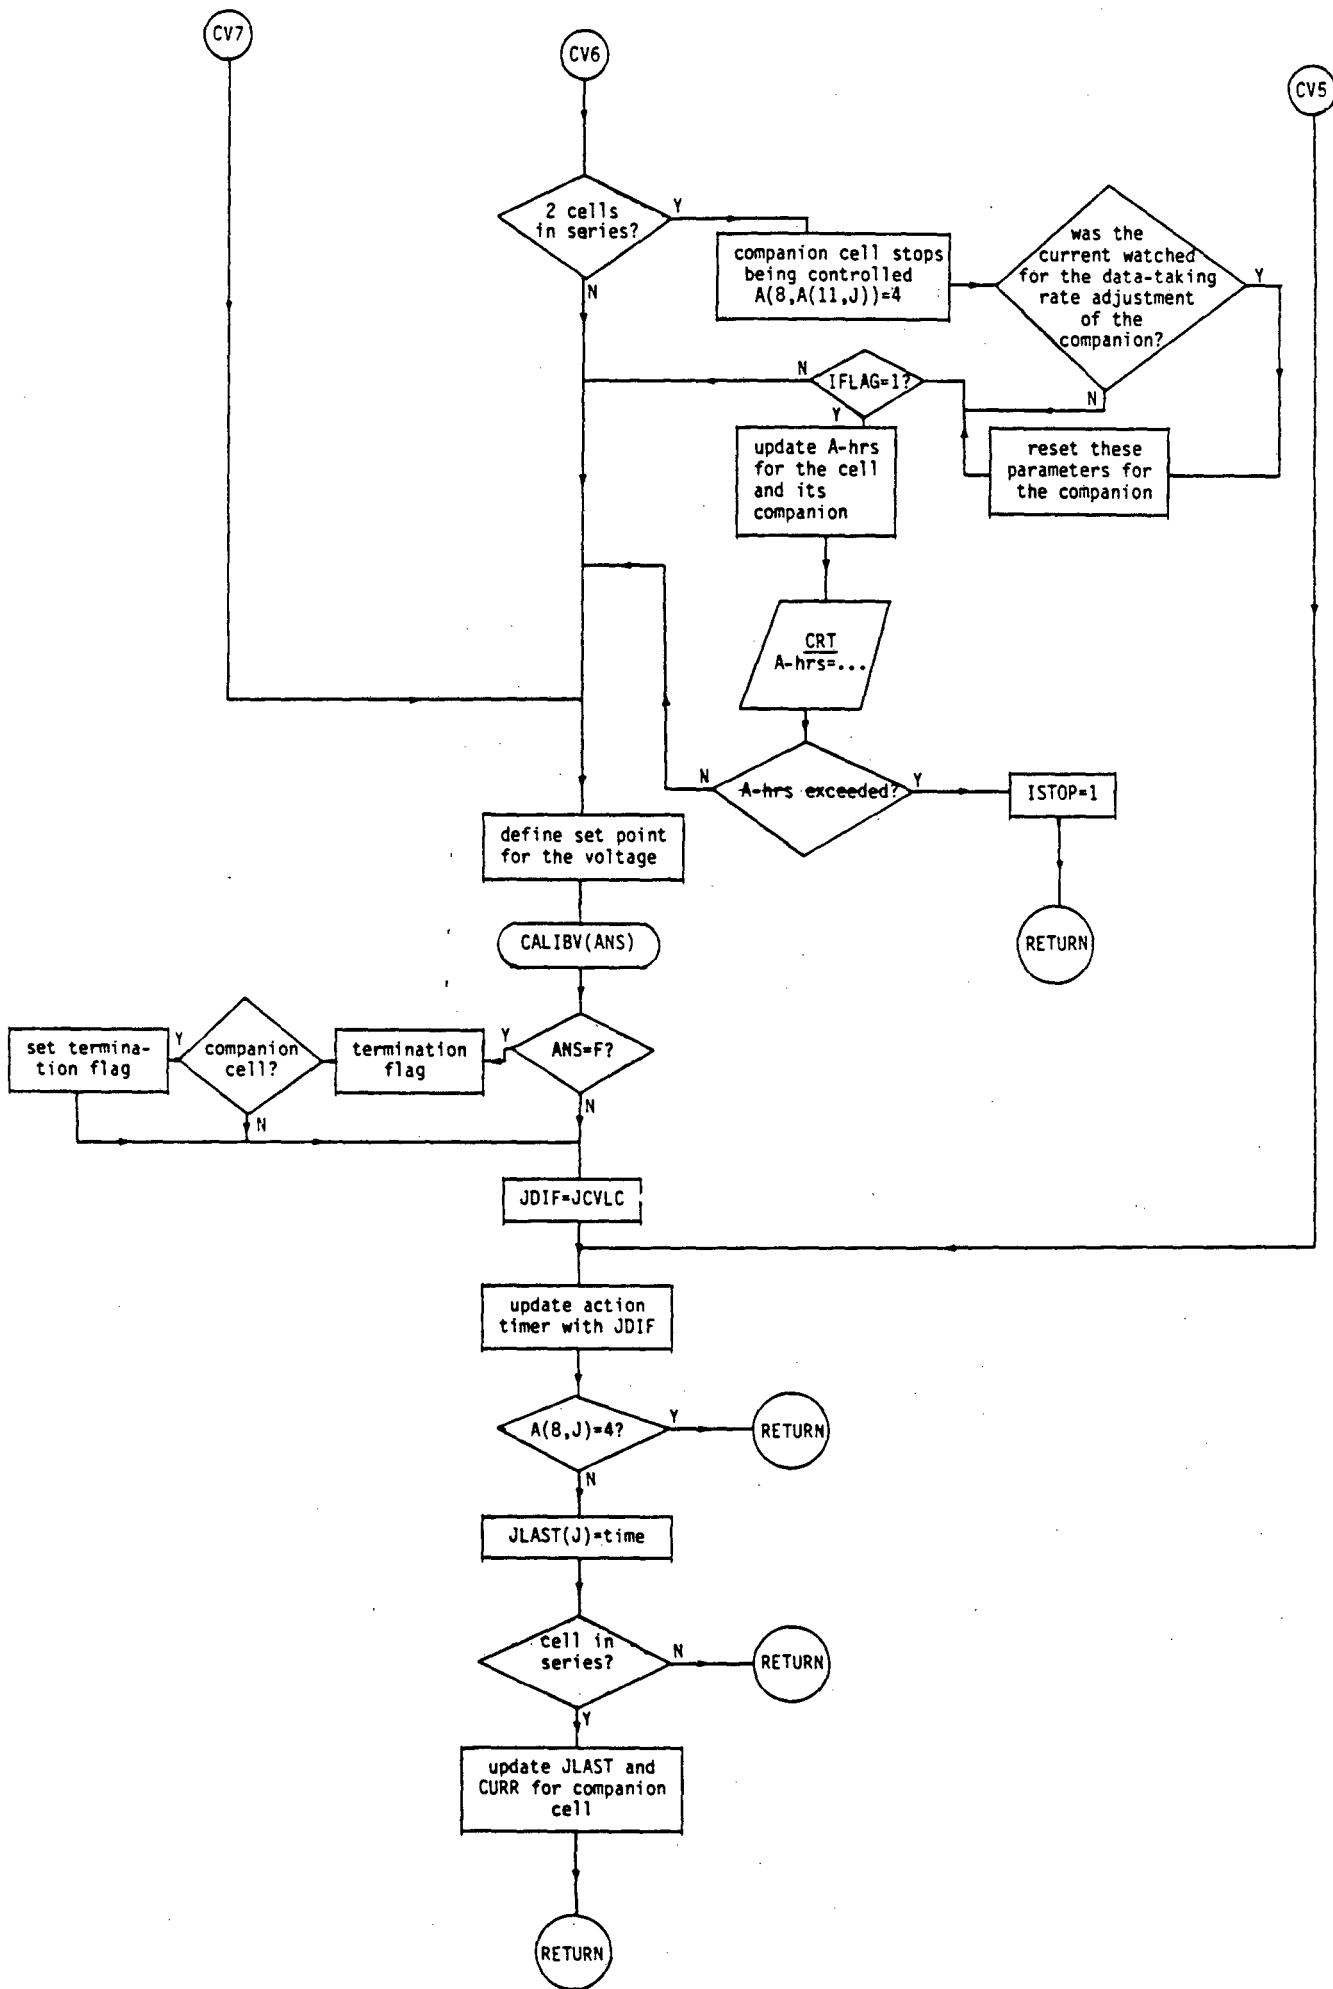 CV7
CV6
CV5
2 cells
in series?
Y
N
companion cell stops
being controlled
A(8,A(11,J))=4
was the
current watched
for the data-taking
rate adjustment
of the
companion?
Y
N
IFLAG=1?
N
Y
reset these
parameters for
the companion
update A-hrs
for the cell
and its
companion
CRT
A-hrs=...
A-hrs exceeded?
N
Y
ISTOP=1
RETURN
define set point
for the voltage
CALIBV(ANS)
ANS=F?
Y
N
termination
flag
companion
cell?
Y
N
set termina-
tion flag
JDIF=JCVLC
update action
timer with JDIF
A(8,J)=4?
Y
RETURN
N
JLAST(J)=time
cell in
series?
N
RETURN
Y
update JLAST and
CURR for companion
cell
RETURN